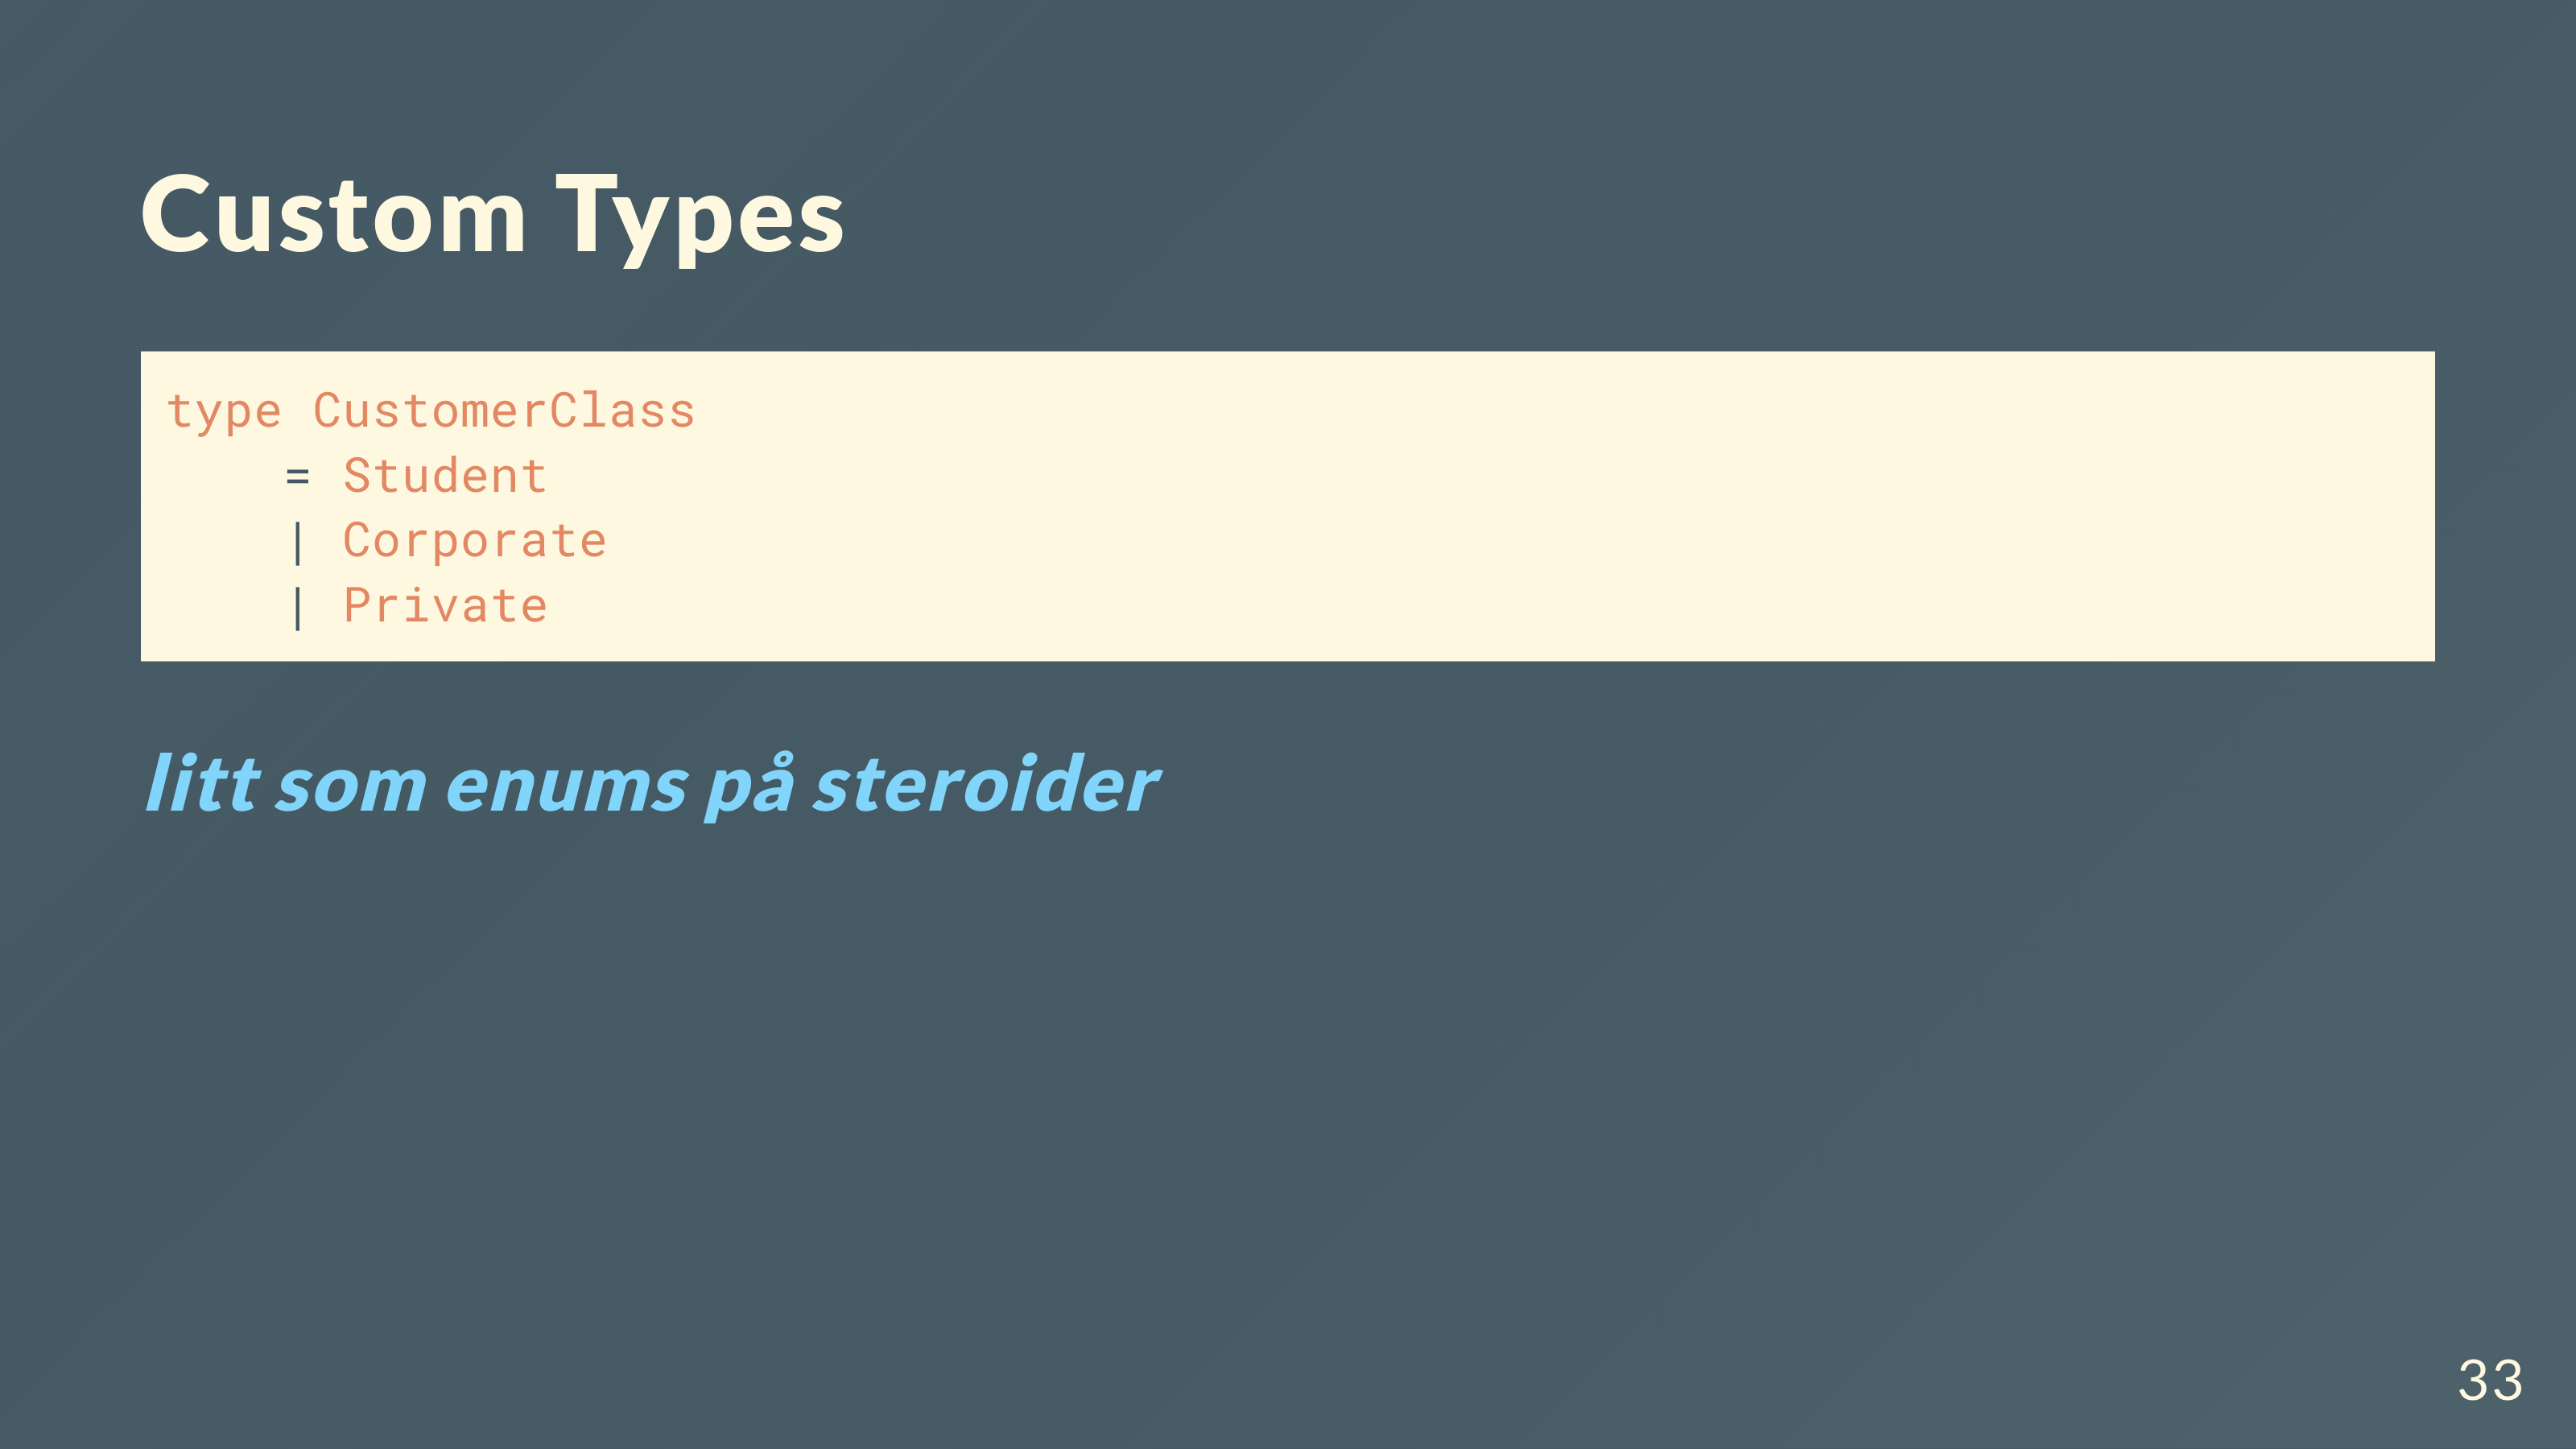 Custom Types
type CustomerClass
    = Student
    | Corporate
    | Private
litt som enums på steroider
33